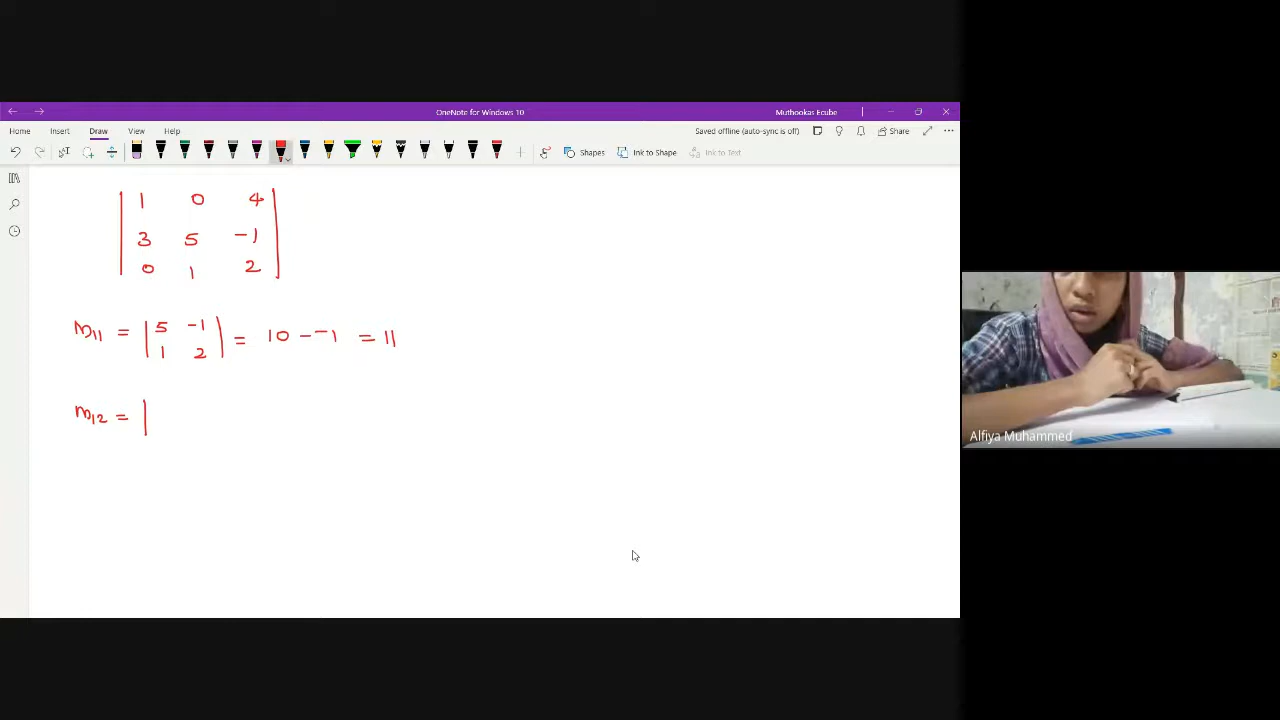 OneNote for Windows 10
Muthookas Ecube
Home Insert Draw View Help
Saved offline (auto-sync is off)
Share
Shapes
Ink to Shape
Ink to Text
1 0 4
3 5 -1
0 1 2
m11 = | 5 -1 | = 10 - -1 = 11
| 1 2 |
m12 = |
Alfiya Muhammed